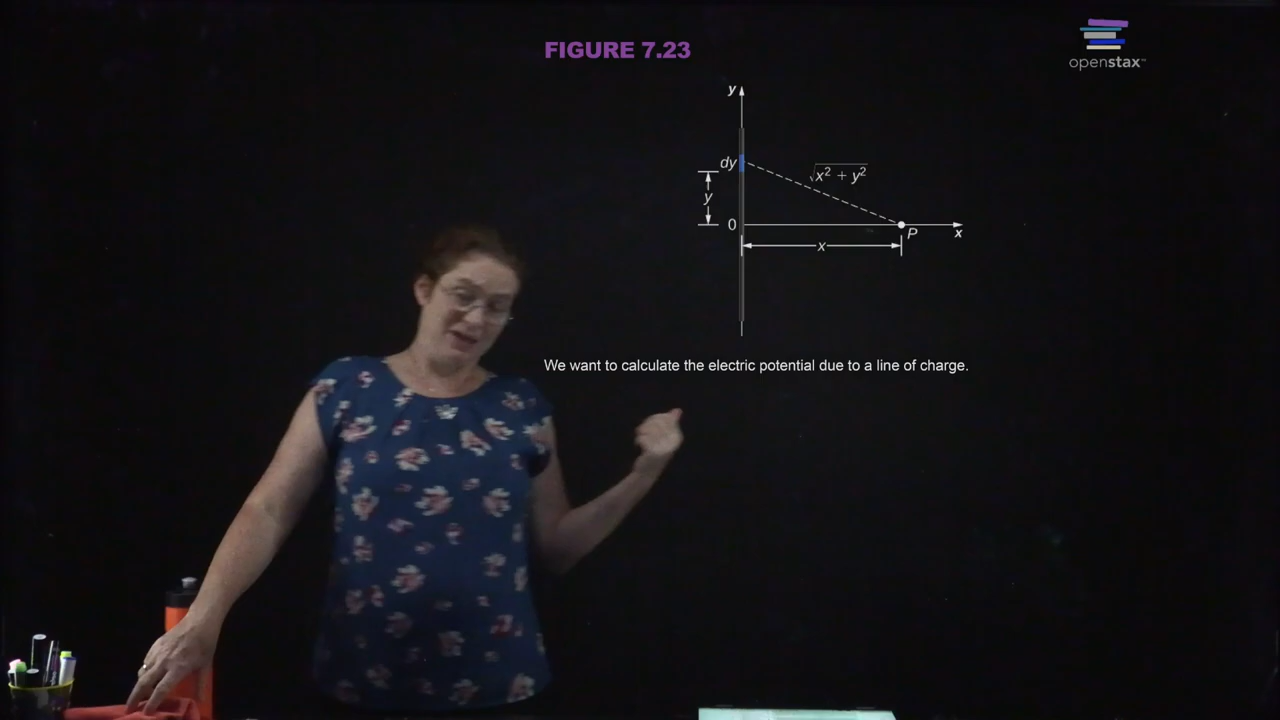 FIGURE 7.23
openstax™
y
dy
√x² + y²
y
0
P
x
x
We want to calculate the electric potential due to a line of charge.